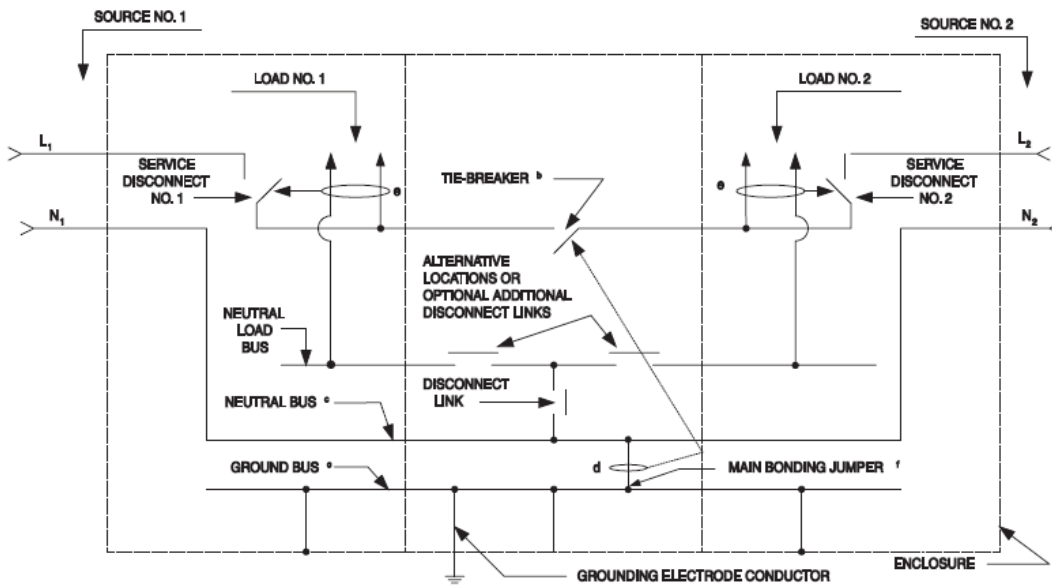 SOURCE NO. 1
SOURCE NO. 2
LOAD NO. 1
LOAD NO.2
L1
L2
SERVICE
DISCONNECT
NO. 1
e
TIE-BREAKER b
e
SERVICE
DISCONNECT
NO.2
N1
N2
ALTERNATIVE
LOCATIONS OR
OPTIONAL ADDITIONAL
DISCONNECT LINKS
NEUTRAL
LOAD
BUS
DISCONNECT
LINK
NEUTRAL BUS c
GROUND BUS c
d
MAIN BONDING JUMPER f
ENCLOSURE
GROUNDING ELECTRODE CONDUCTOR